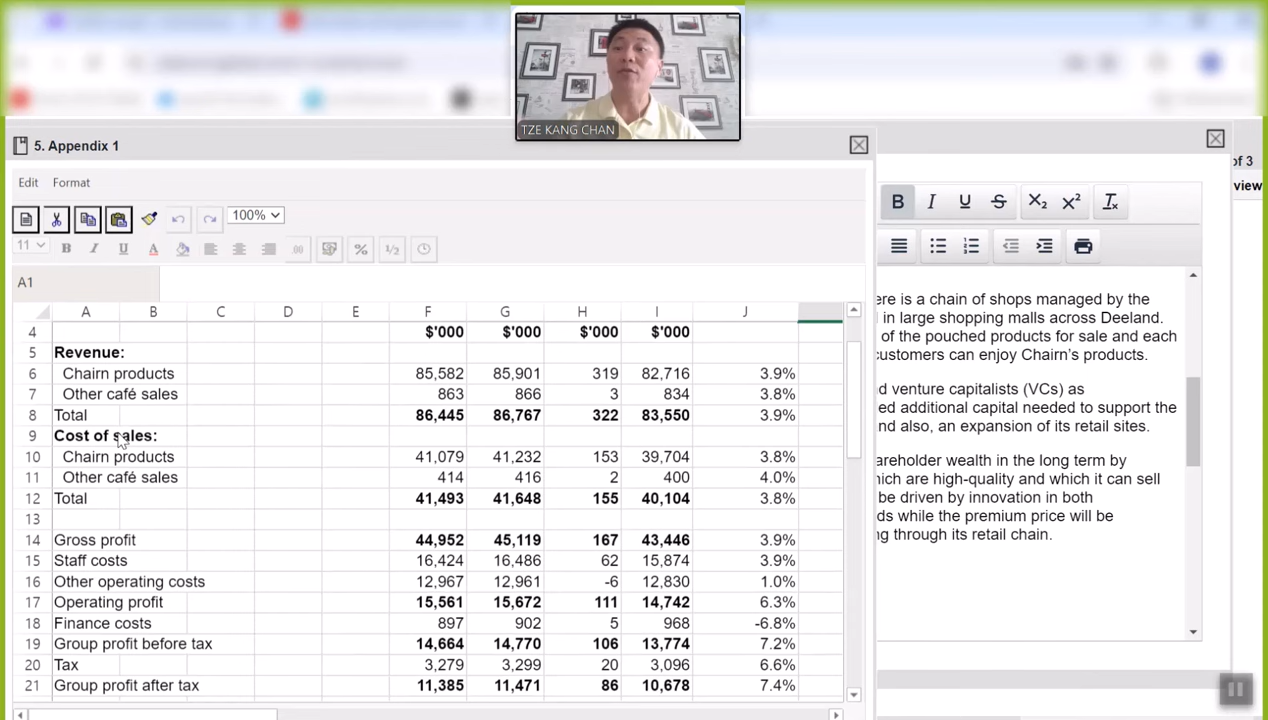 TZE KANG CHAN
5. Appendix 1
of 3
view
Edit Format
100%
11 B I U A .00 % 1/2
B I U S X₂ X² Tx
A1
A B C D E F G H I J
4 $'000 $'000 $'000 $'000
5 Revenue:
6 Chairn products 85,582 85,901 319 82,716 3.9%
7 Other café sales 863 866 3 834 3.8%
8 Total 86,445 86,767 322 83,550 3.9%
9 Cost of sales:
10 Chairn products 41,079 41,232 153 39,704 3.8%
11 Other café sales 414 416 2 400 4.0%
12 Total 41,493 41,648 155 40,104 3.8%
13
14 Gross profit 44,952 45,119 167 43,446 3.9%
15 Staff costs 16,424 16,486 62 15,874 3.9%
16 Other operating costs 12,967 12,961 -6 12,830 1.0%
17 Operating profit 15,561 15,672 111 14,742 6.3%
18 Finance costs 897 902 5 968 -6.8%
19 Group profit before tax 14,664 14,770 106 13,774 7.2%
20 Tax 3,279 3,299 20 3,096 6.6%
21 Group profit after tax 11,385 11,471 86 10,678 7.4%
ere is a chain of shops managed by the
in large shopping malls across Deeland.
of the pouched products for sale and each
customers can enjoy Chairn's products.
nd venture capitalists (VCs) as
ed additional capital needed to support the
and also, an expansion of its retail sites.
areholder wealth in the long term by
hich are high-quality and which it can sell
be driven by innovation in both
ds while the premium price will be
ng through its retail chain.